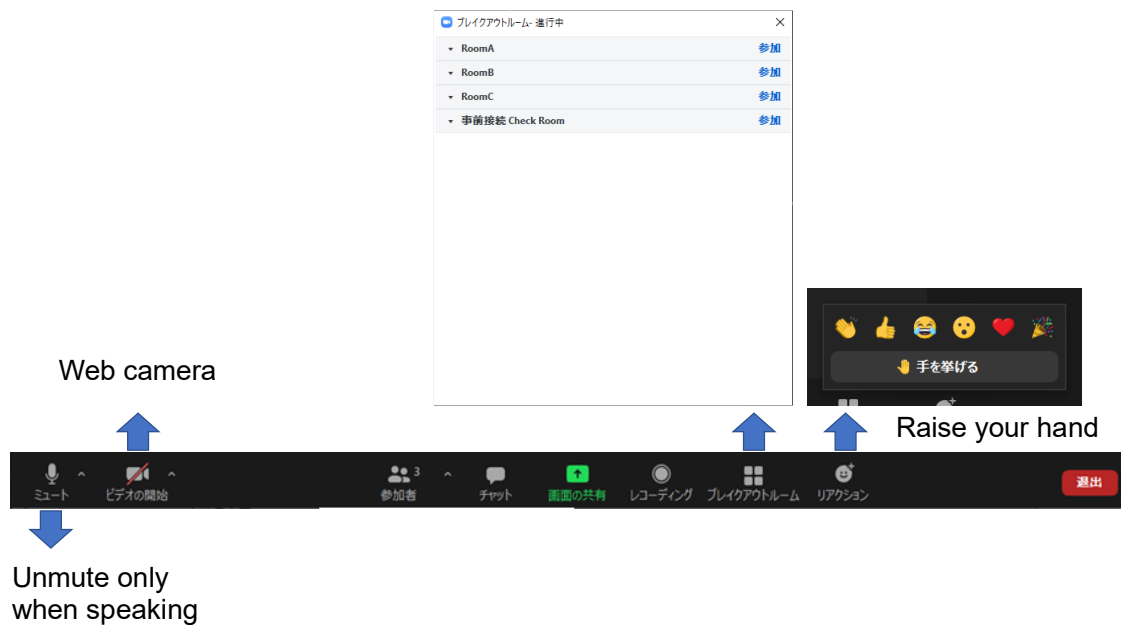 ブレイクアウトルーム- 進行中
RoomA 参加
RoomB 参加
RoomC 参加
事前接続 Check Room 参加
手を挙げる
Web camera
Raise your hand
ミュート ビデオの開始 参加者 3 チャット 画面の共有 レコーディング ブレイクアウトルーム リアクション 退出
Unmute only
when speaking